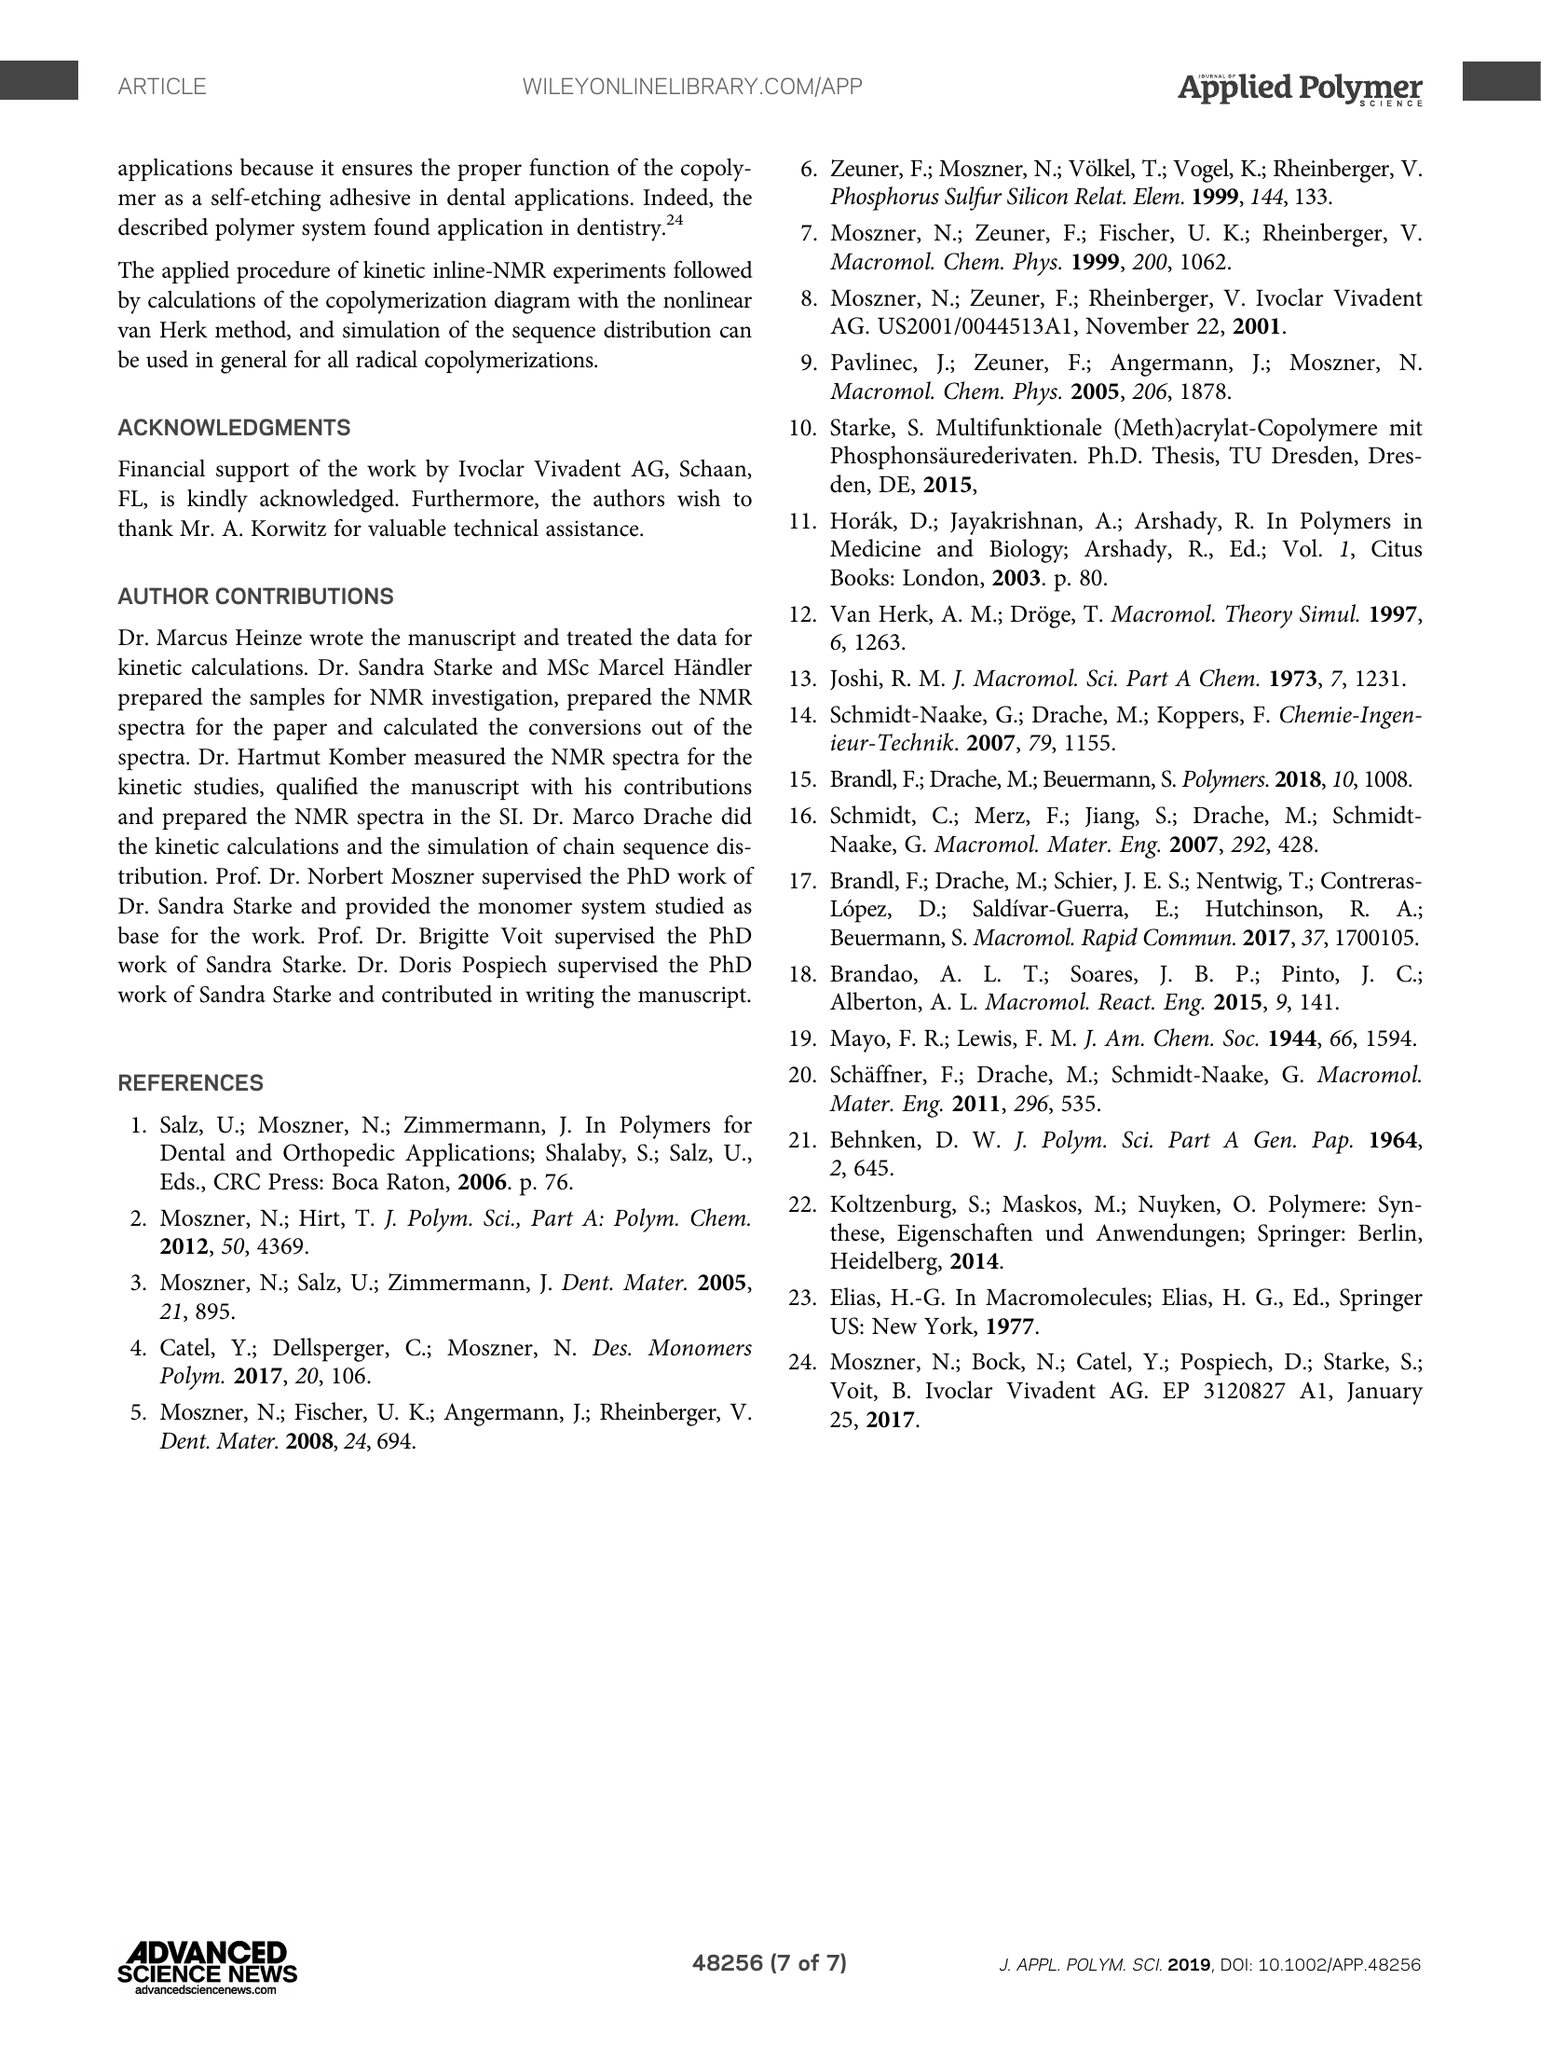 ARTICLE
WILEYONLINELIBRARY.COM/APP
JOURNAL OF
Applied Polymer
SCIENCE
applications because it ensures the proper function of the copoly-
mer as a self-etching adhesive in dental applications. Indeed, the
described polymer system found application in dentistry.24
The applied procedure of kinetic inline-NMR experiments followed
by calculations of the copolymerization diagram with the nonlinear
van Herk method, and simulation of the sequence distribution can
be used in general for all radical copolymerizations.
ACKNOWLEDGMENTS
Financial support of the work by Ivoclar Vivadent AG, Schaan,
FL, is kindly acknowledged. Furthermore, the authors wish to
thank Mr. A. Korwitz for valuable technical assistance.
AUTHOR CONTRIBUTIONS
Dr. Marcus Heinze wrote the manuscript and treated the data for
kinetic calculations. Dr. Sandra Starke and MSc Marcel Händler
prepared the samples for NMR investigation, prepared the NMR
spectra for the paper and calculated the conversions out of the
spectra. Dr. Hartmut Komber measured the NMR spectra for the
kinetic studies, qualified the manuscript with his contributions
and prepared the NMR spectra in the SI. Dr. Marco Drache did
the kinetic calculations and the simulation of chain sequence dis-
tribution. Prof. Dr. Norbert Moszner supervised the PhD work of
Dr. Sandra Starke and provided the monomer system studied as
base for the work. Prof. Dr. Brigitte Voit supervised the PhD
work of Sandra Starke. Dr. Doris Pospiech supervised the PhD
work of Sandra Starke and contributed in writing the manuscript.
REFERENCES
1. Salz, U.; Moszner, N.; Zimmermann, J. In Polymers for
Dental and Orthopedic Applications; Shalaby, S.; Salz, U.,
Eds., CRC Press: Boca Raton, 2006. p. 76.
2. Moszner, N.; Hirt, T. J. Polym. Sci., Part A: Polym. Chem.
2012, 50, 4369.
3. Moszner, N.; Salz, U.; Zimmermann, J. Dent. Mater. 2005,
21, 895.
4. Catel, Y.; Dellsperger, C.; Moszner, N. Des. Monomers
Polym. 2017, 20, 106.
5. Moszner, N.; Fischer, U. K.; Angermann, J.; Rheinberger, V.
Dent. Mater. 2008, 24, 694.
6. Zeuner, F.; Moszner, N.; Völkel, T.; Vogel, K.; Rheinberger, V.
Phosphorus Sulfur Silicon Relat. Elem. 1999, 144, 133.
7. Moszner, N.; Zeuner, F.; Fischer, U. K.; Rheinberger, V.
Macromol. Chem. Phys. 1999, 200, 1062.
8. Moszner, N.; Zeuner, F.; Rheinberger, V. Ivoclar Vivadent
AG. US2001/0044513A1, November 22, 2001.
9. Pavlinec, J.; Zeuner, F.; Angermann, J.; Moszner, N.
Macromol. Chem. Phys. 2005, 206, 1878.
10. Starke, S. Multifunktionale (Meth)acrylat-Copolymere mit
Phosphonsäurederivaten. Ph.D. Thesis, TU Dresden, Dres-
den, DE, 2015,
11. Horák, D.; Jayakrishnan, A.; Arshady, R. In Polymers in
Medicine and Biology; Arshady, R., Ed.; Vol. 1, Citus
Books: London, 2003. p. 80.
12. Van Herk, A. M.; Dröge, T. Macromol. Theory Simul. 1997,
6, 1263.
13. Joshi, R. M. J. Macromol. Sci. Part A Chem. 1973, 7, 1231.
14. Schmidt-Naake, G.; Drache, M.; Koppers, F. Chemie-Ingen-
ieur-Technik. 2007, 79, 1155.
15. Brandl, F.; Drache, M.; Beuermann, S. Polymers. 2018, 10, 1008.
16. Schmidt, C.; Merz, F.; Jiang, S.; Drache, M.; Schmidt-
Naake, G. Macromol. Mater. Eng. 2007, 292, 428.
17. Brandl, F.; Drache, M.; Schier, J. E. S.; Nentwig, T.; Contreras-
López, D.; Saldívar-Guerra, E.; Hutchinson, R. A.;
Beuermann, S. Macromol. Rapid Commun. 2017, 37, 1700105.
18. Brandao, A. L. T.; Soares, J. B. P.; Pinto, J. C.;
Alberton, A. L. Macromol. React. Eng. 2015, 9, 141.
19. Mayo, F. R.; Lewis, F. M. J. Am. Chem. Soc. 1944, 66, 1594.
20. Schäffner, F.; Drache, M.; Schmidt-Naake, G. Macromol.
Mater. Eng. 2011, 296, 535.
21. Behnken, D. W. J. Polym. Sci. Part A Gen. Pap. 1964,
2, 645.
22. Koltzenburg, S.; Maskos, M.; Nuyken, O. Polymere: Syn-
these, Eigenschaften und Anwendungen; Springer: Berlin,
Heidelberg, 2014.
23. Elias, H.-G. In Macromolecules; Elias, H. G., Ed., Springer
US: New York, 1977.
24. Moszner, N.; Bock, N.; Catel, Y.; Pospiech, D.; Starke, S.;
Voit, B. Ivoclar Vivadent AG. EP 3120827 A1, January
25, 2017.
ADVANCED
SCIENCE NEWS
advancedsciencenews.com
48256 (7 of 7)
J. APPL. POLYM. SCI. 2019, DOI: 10.1002/APP.48256